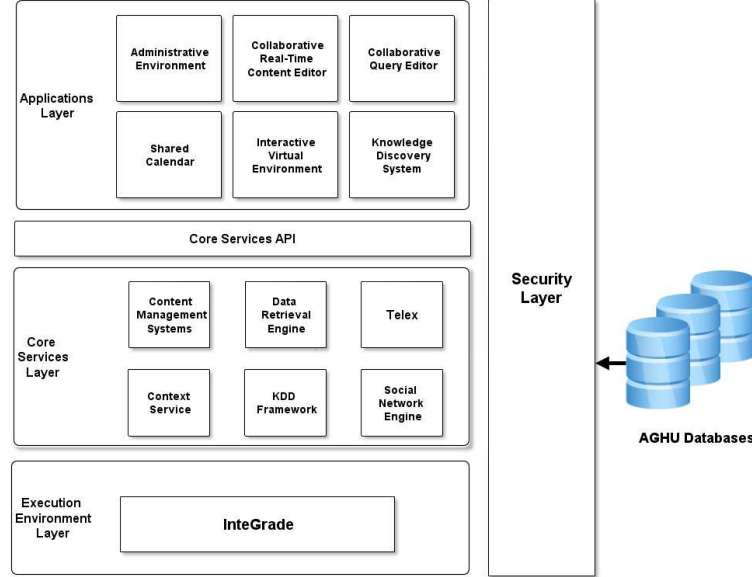 Applications
Layer
Administrative
Environment
Collaborative
Real-Time
Content Editor
Collaborative
Query Editor
Shared
Calendar
Interactive
Virtual
Environment
Knowledge
Discovery
System
Core Services API
Core
Services
Layer
Content
Management
Systems
Data
Retrieval
Engine
Telex
Context
Service
KDD
Framework
Social
Network
Engine
Execution
Environment
Layer
InteGrade
Security
Layer
AGHU Databases